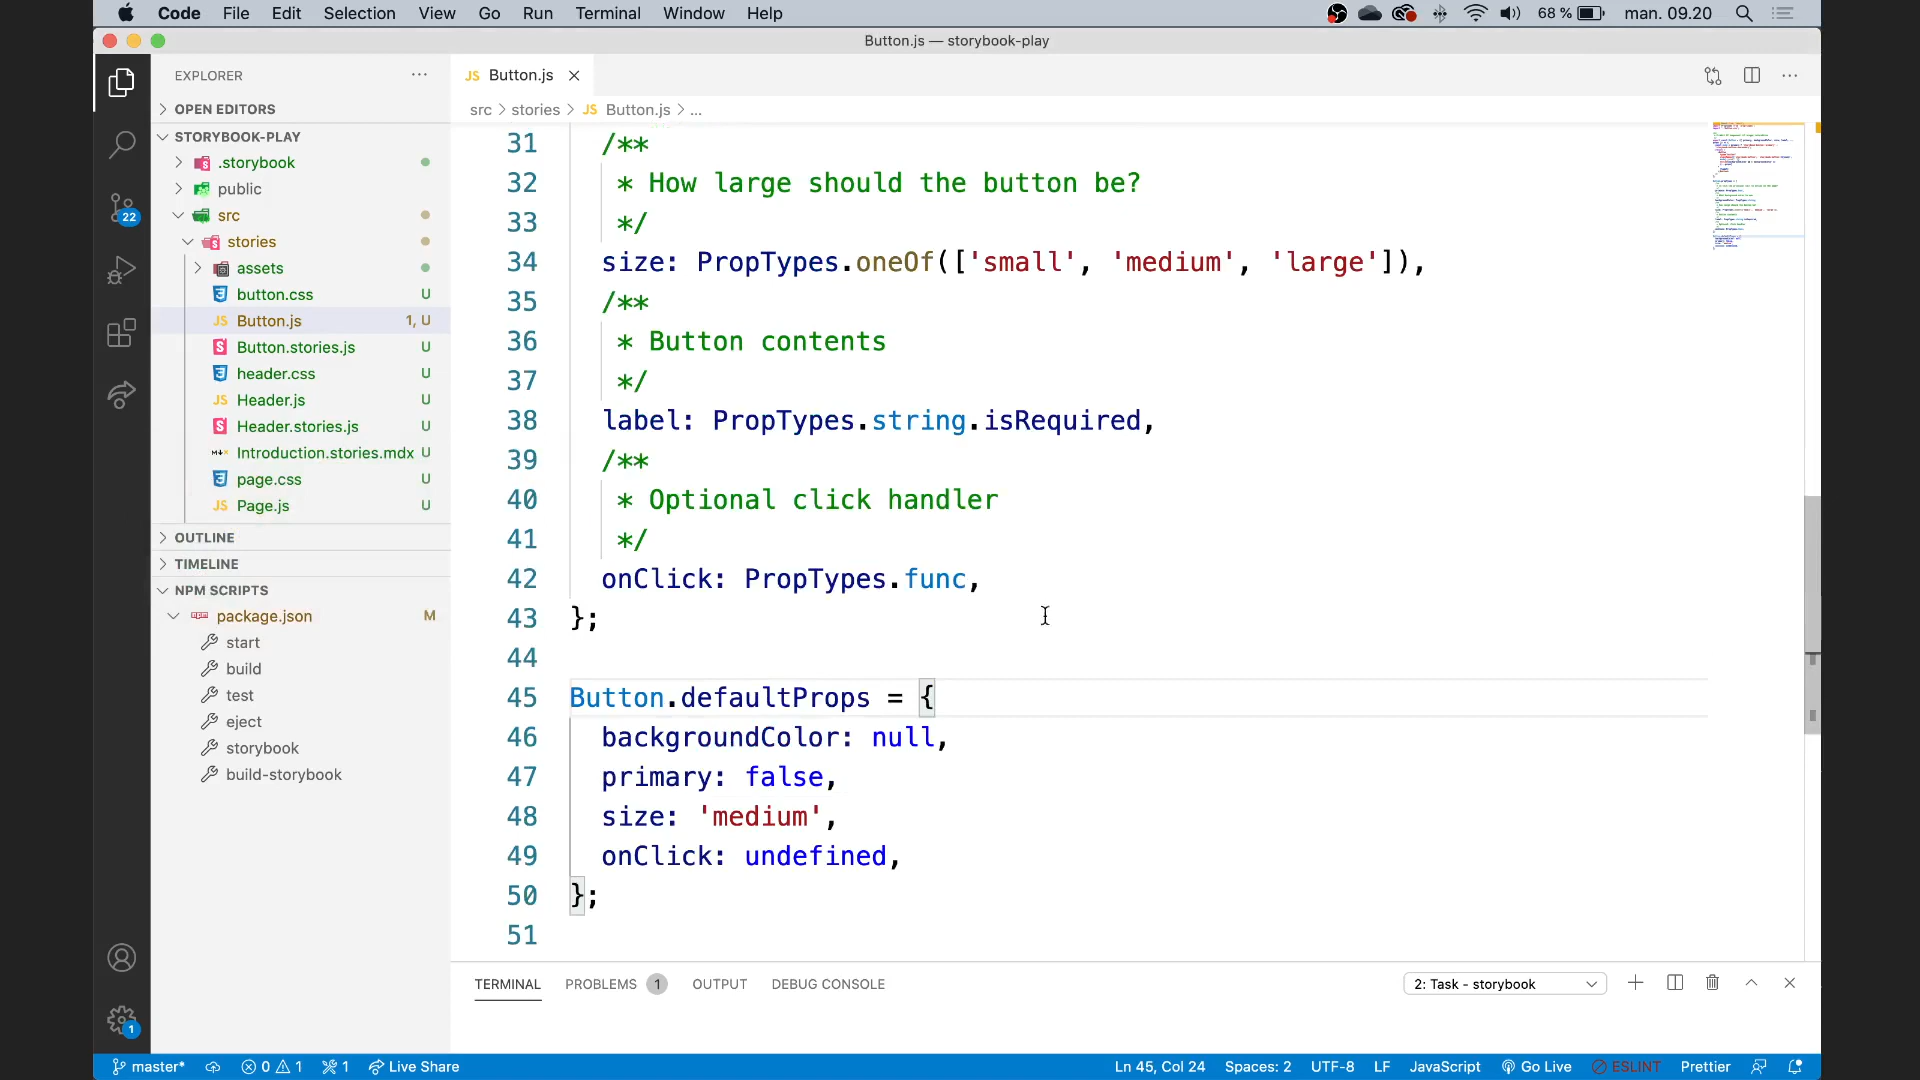 Code File Edit Selection View Go Run Terminal Window Help 68 % man. 09.20
Button.js — storybook-play
EXPLORER
OPEN EDITORS
STORYBOOK-PLAY
.storybook
public
src
stories
assets
button.css U
JS Button.js 1, U
Button.stories.js U
header.css U
JS Header.js U
Header.stories.js U
Introduction.stories.mdx U
page.css U
JS Page.js U
OUTLINE
TIMELINE
NPM SCRIPTS
package.json M
start
build
test
eject
storybook
build-storybook
22
1
JS Button.js
src > stories > JS Button.js > ...
31 /**
32 * How large should the button be?
33 */
34 size: PropTypes.oneOf(['small', 'medium', 'large']),
35 /**
36 * Button contents
37 */
38 label: PropTypes.string.isRequired,
39 /**
40 * Optional click handler
41 */
42 onClick: PropTypes.func,
43 };
44
45 Button.defaultProps = {
46 backgroundColor: null,
47 primary: false,
48 size: 'medium',
49 onClick: undefined,
50 };
51
TERMINAL PROBLEMS 1 OUTPUT DEBUG CONSOLE 2: Task - storybook
master* 0 1 1 Live Share Ln 45, Col 24 Spaces: 2 UTF-8 LF JavaScript Go Live ESLINT Prettier